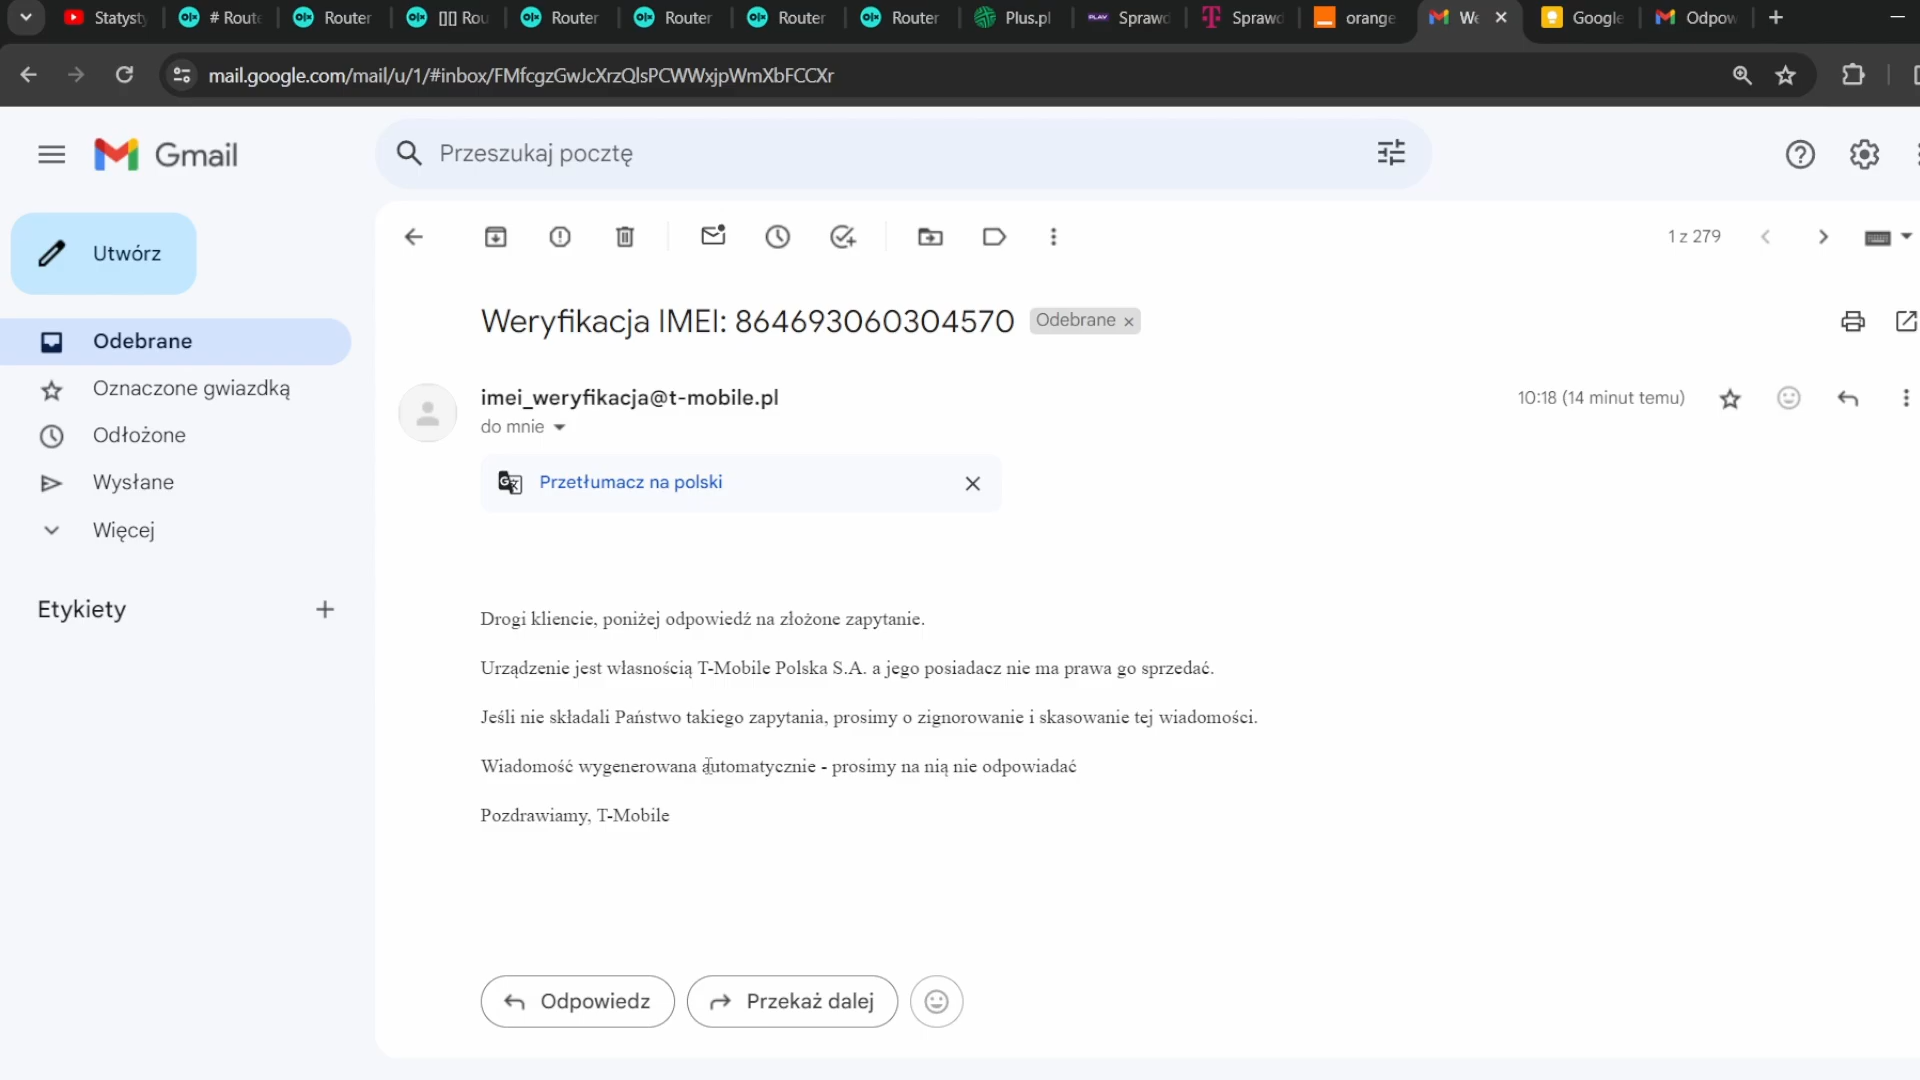 Statysty
# Route
Router
[][] Rou
Router
Router
Router
Router
Plus.pl
PLAY Sprawd
Sprawd
orange
We
Google
Odpow
mail.google.com/mail/u/1/#inbox/FMfcgzGwJcXrzQlsPCWWxjpWmXbFCCXr
Gmail
Przeszukaj pocztę
Utwórz
1 z 279
Odebrane
Oznaczone gwiazdką
Odłożone
Wysłane
Więcej
Etykiety
Weryfikacja IMEI: 864693060304570 Odebrane
imei_weryfikacja@t-mobile.pl
10:18 (14 minut temu)
do mnie
Przetłumacz na polski
Drogi kliencie, poniżej odpowiedź na złożone zapytanie.
Urządzenie jest własnością T-Mobile Polska S.A. a jego posiadacz nie ma prawa go sprzedać.
Jeśli nie składali Państwo takiego zapytania, prosimy o zignorowanie i skasowanie tej wiadomości.
Wiadomość wygenerowana automatycznie - prosimy na nią nie odpowiadać
Pozdrawiamy, T-Mobile
Odpowiedz
Przekaż dalej